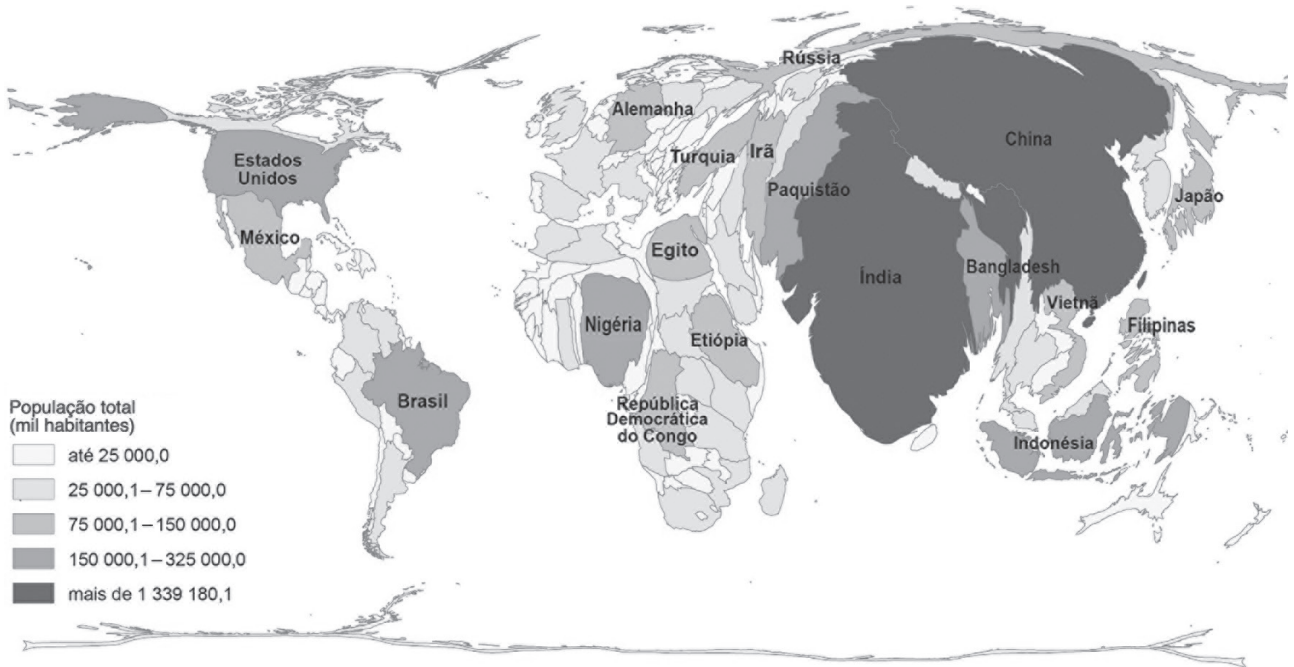 Rússia
Alemanha
China
Estados
Unidos
Turquia
Irã
Paquistão
Japão
México
Egito
Índia
Bangladesh
Nigéria
Etiópia
Vietnã
Filipinas
Brasil
República
Democrática
do Congo
Indonésia
População total
(mil habitantes)
até 25 000,0
25 000,1 – 75 000,0
75 000,1 – 150 000,0
150 000,1 – 325 000,0
mais de 1 339 180,1